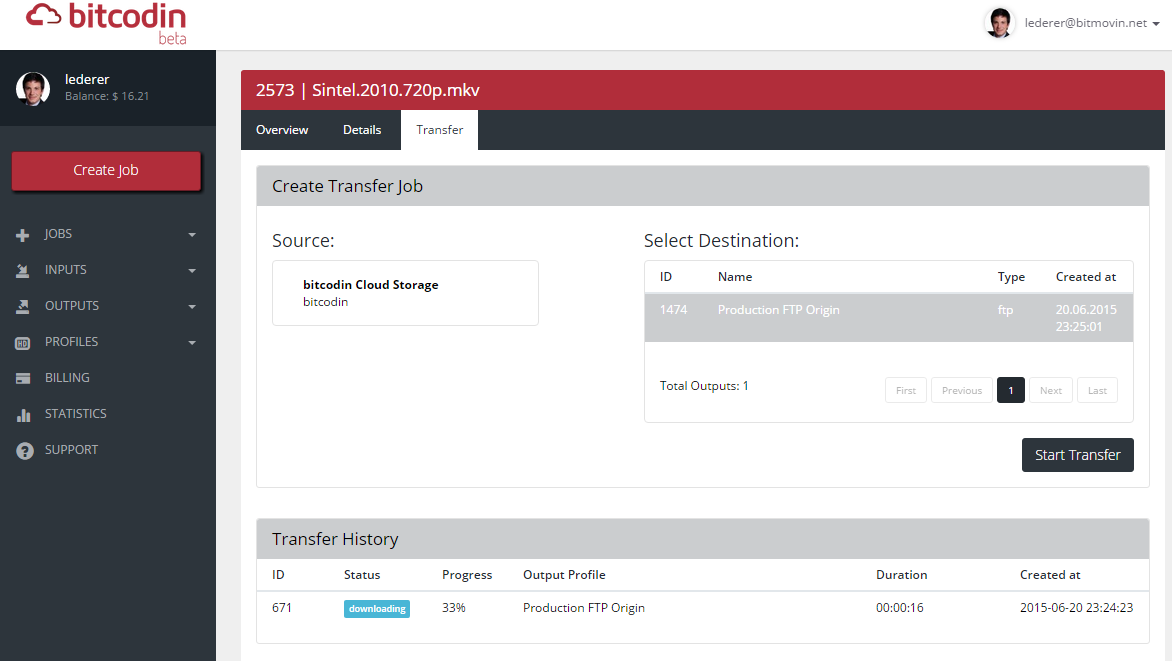 bitcodin
beta
lederer@bitmovin.net
lederer
Balance: $ 16.21
Create Job
JOBS
INPUTS
OUTPUTS
HD PROFILES
BILLING
STATISTICS
? SUPPORT
2573 | Sintel.2010.720p.mkv
Overview Details Transfer
Create Transfer Job
Source:
bitcodin Cloud Storage
bitcodin
Select Destination:
ID Name Type Created at
1474 Production FTP Origin ftp 20.06.2015
23:25:01
Total Outputs: 1 First Previous 1 Next Last
Start Transfer
Transfer History
ID Status Progress Output Profile Duration Created at
671 downloading 33% Production FTP Origin 00:00:16 2015-06-20 23:24:23